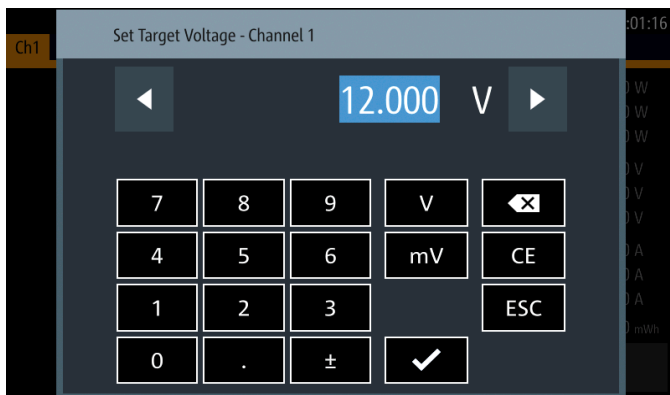 :01:16
Ch1
Set Target Voltage - Channel 1
12.000 V
7 8 9 V
4 5 6 mV CE
1 2 3 ESC
0 . ±
W
W
W
V
V
V
A
A
A
mWh